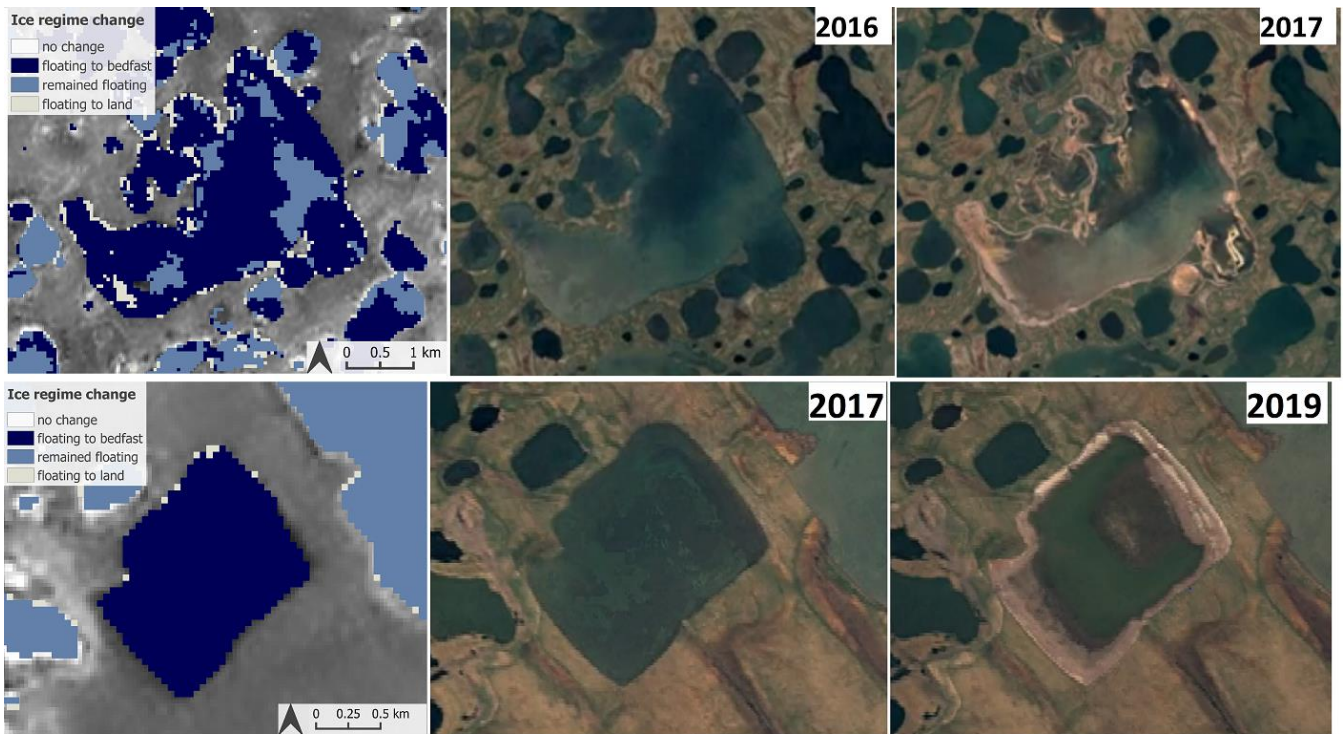 Ice regime change
no change
floating to bedfast
remained floating
floating to land
0 0.5 1 km
2016
2017
Ice regime change
no change
floating to bedfast
remained floating
floating to land
0 0.25 0.5 km
2017
2019